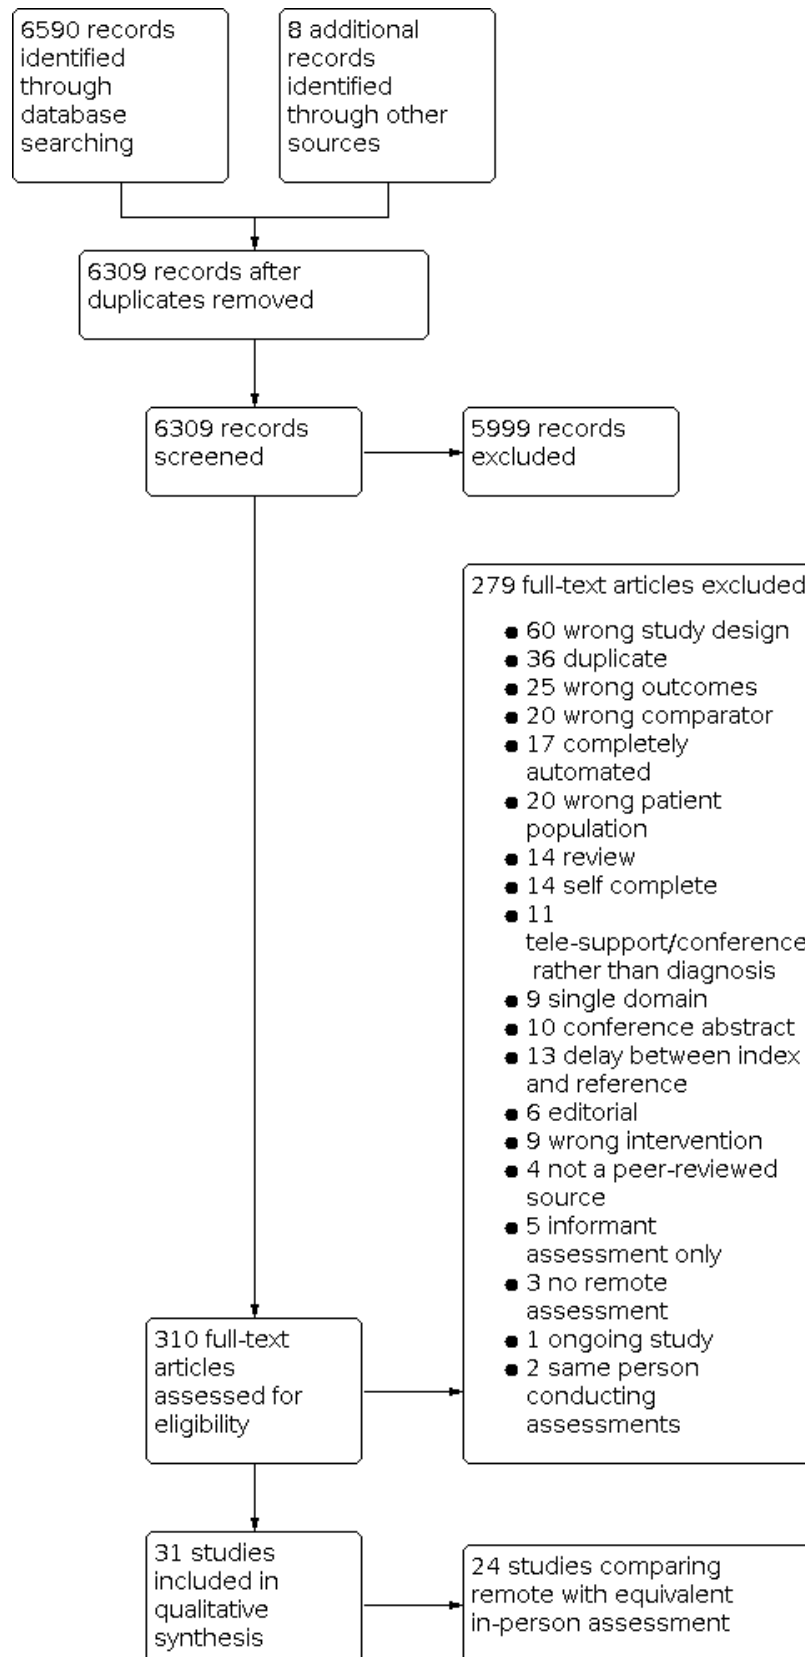 6590 records
identified
through
database
searching
8 additional
records
identified
through other
sources
6309 records after
duplicates removed
6309 records
screened
5999 records
excluded
279 full-text articles excluded
● 60 wrong study design
● 36 duplicate
● 25 wrong outcomes
● 20 wrong comparator
● 17 completely
automated
● 20 wrong patient
population
● 14 review
● 14 self complete
● 11
tele-support/conference
rather than diagnosis
● 9 single domain
● 10 conference abstract
● 13 delay between index
and reference
● 6 editorial
● 9 wrong intervention
● 4 not a peer-reviewed
source
● 5 informant
assessment only
● 3 no remote
assessment
● 1 ongoing study
● 2 same person
conducting
assessments
310 full-text
articles
assessed for
eligibility
31 studies
included in
qualitative
synthesis
24 studies comparing
remote with equivalent
in-person assessment